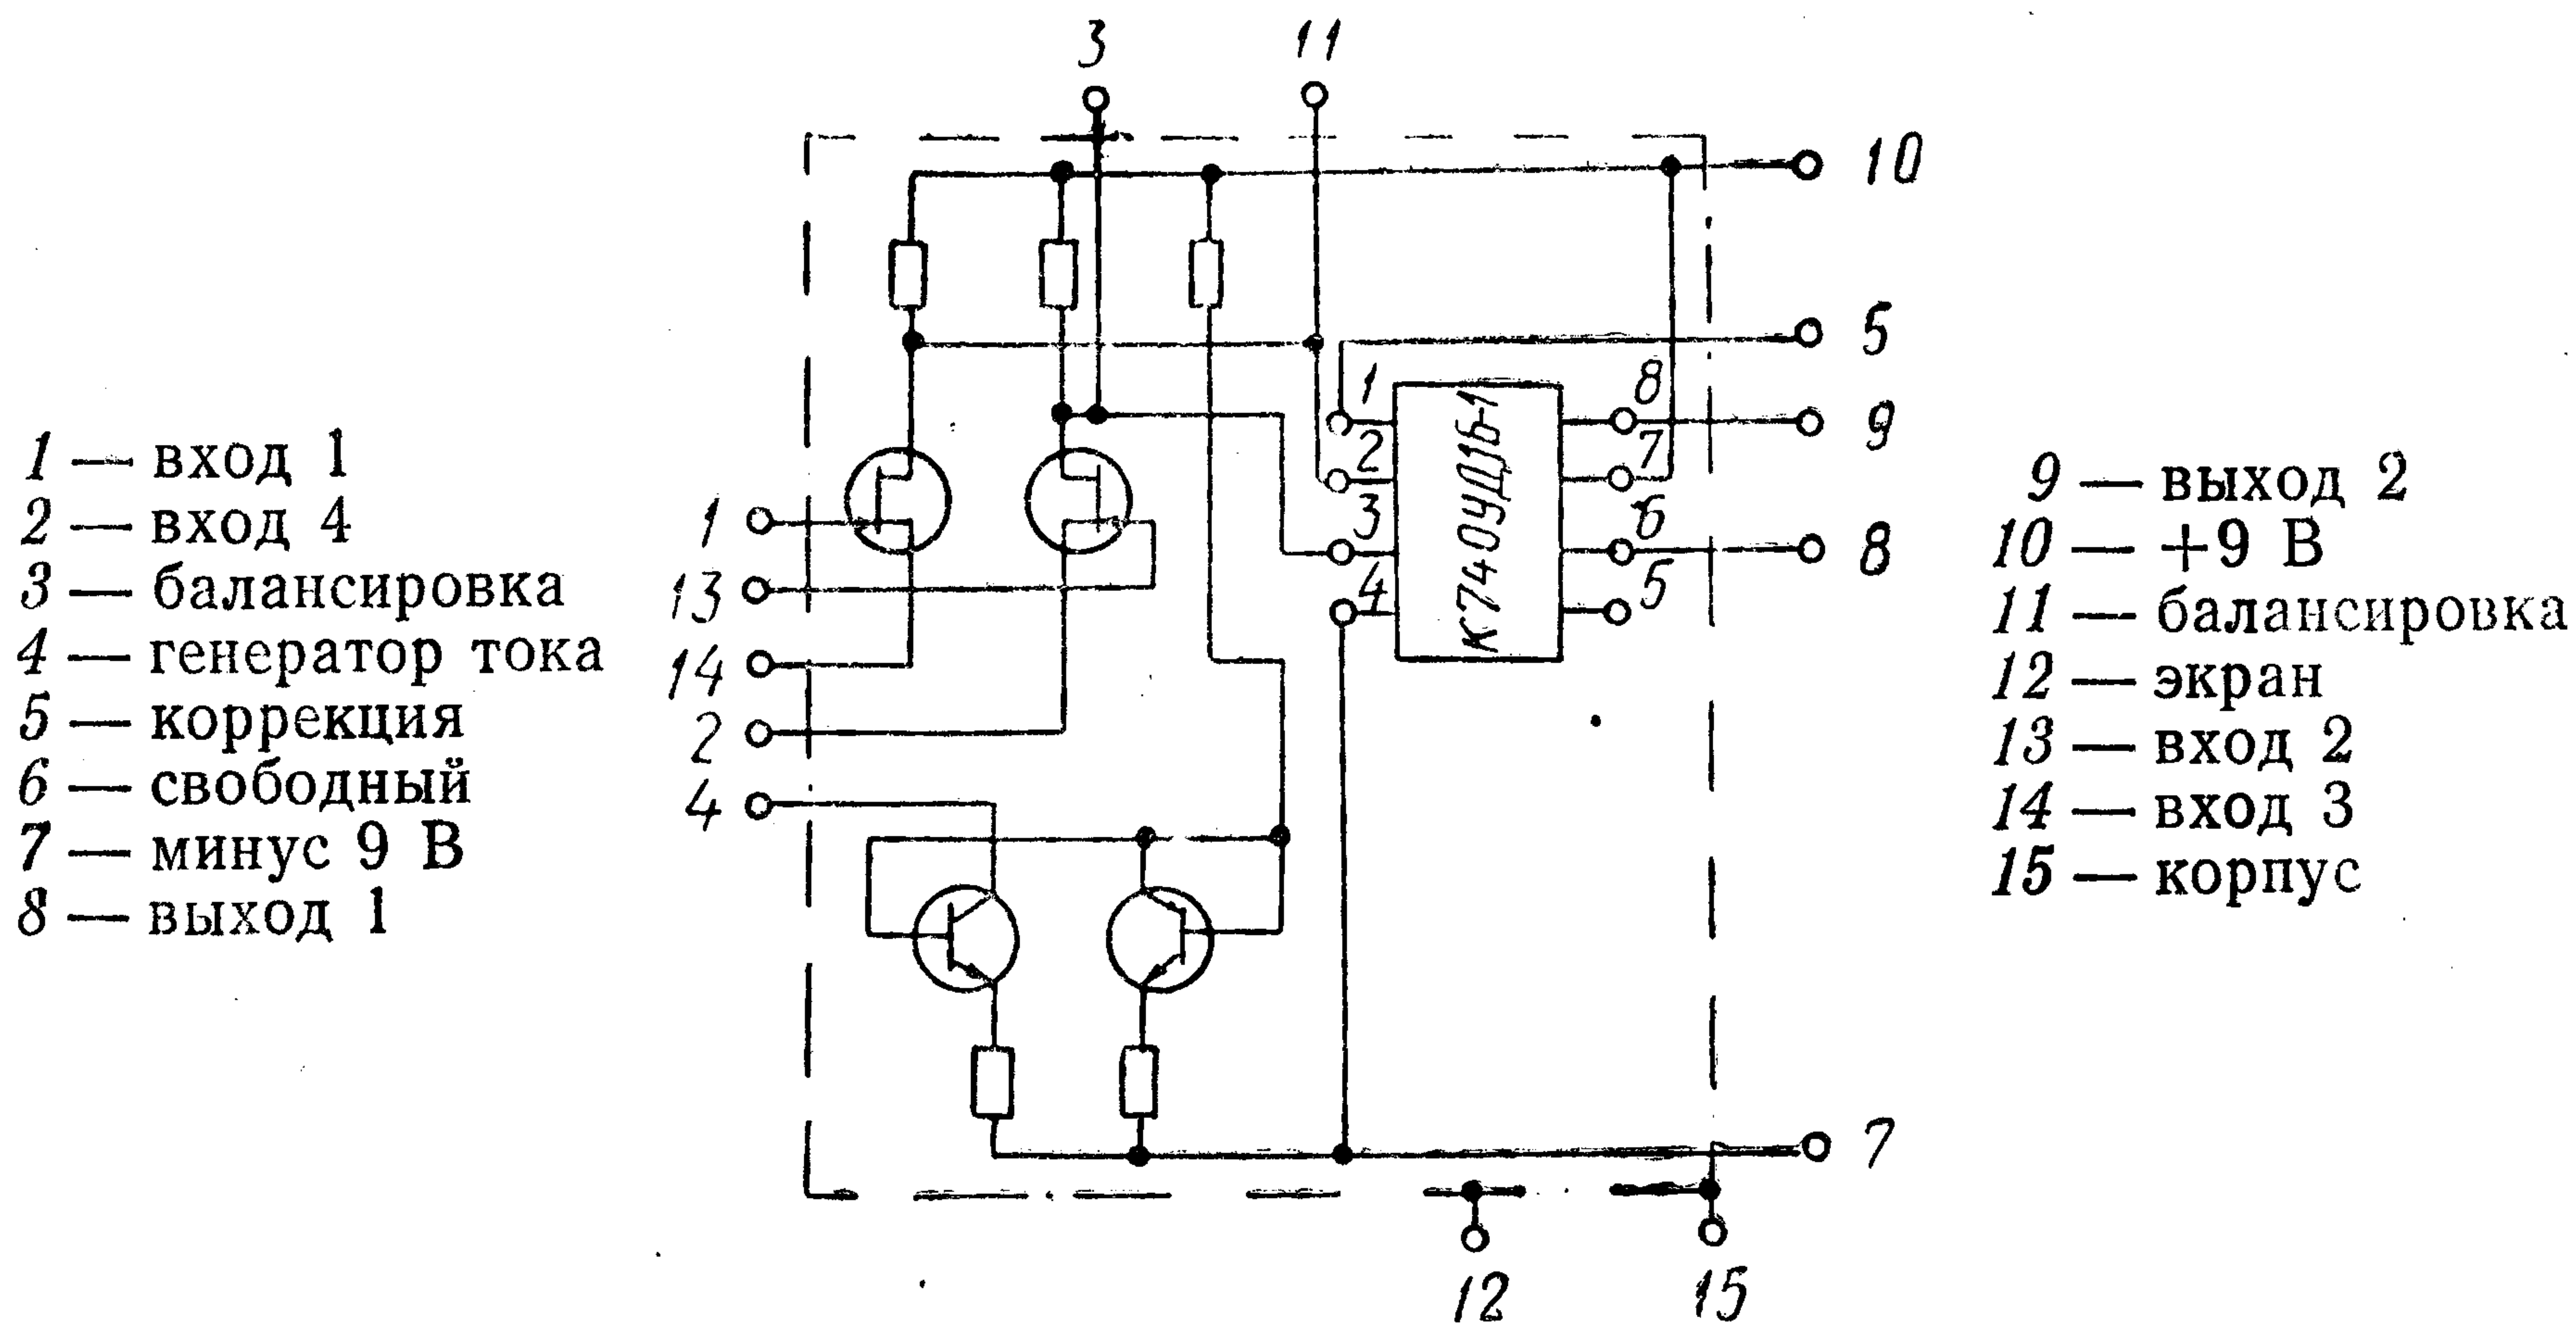 1 — вход 1
2 — вход 4
3 — балансировка
4 — генератор тока
5 — коррекция
6 — свободный
7 — минус 9 В
8 — выход 1
3
11
10
5
9
8
7
1
13
14
2
4
1
2
3
4
К740УД1Б-1
8
7
6
5
12
15
9 — выход 2
10 — +9 В
11 — балансировка
12 — экран
13 — вход 2
14 — вход 3
15 — корпус